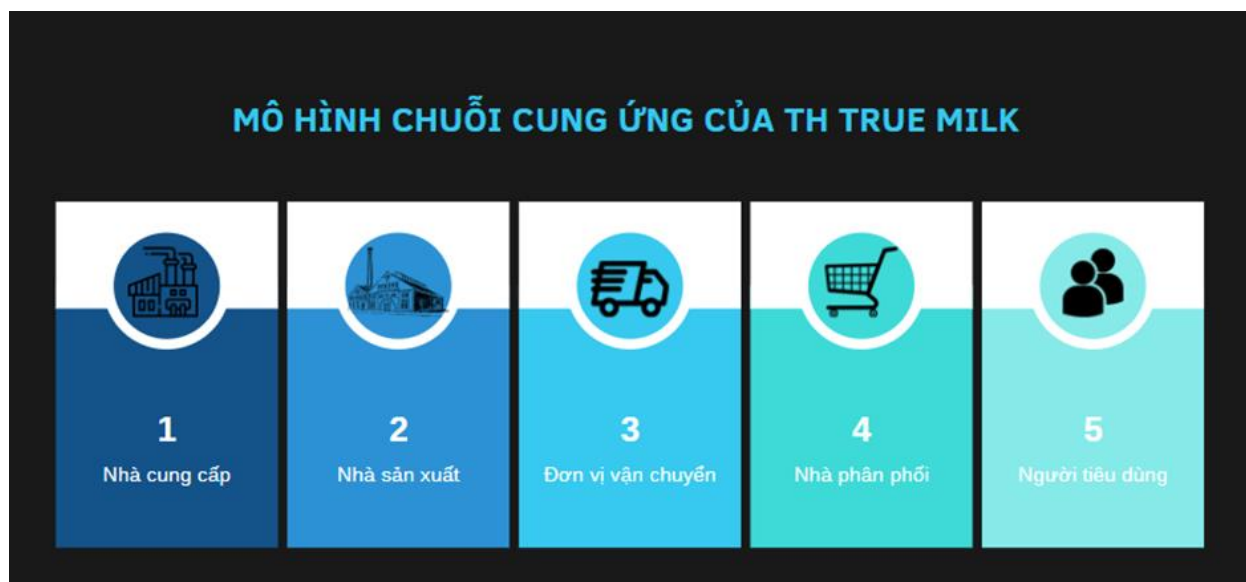 MÔ HÌNH CHUỖI CUNG ỨNG CỦA TH TRUE MILK
1
Nhà cung cấp
2
Nhà sản xuất
3
Đơn vị vận chuyển
4
Nhà phân phối
5
Người tiêu dùng